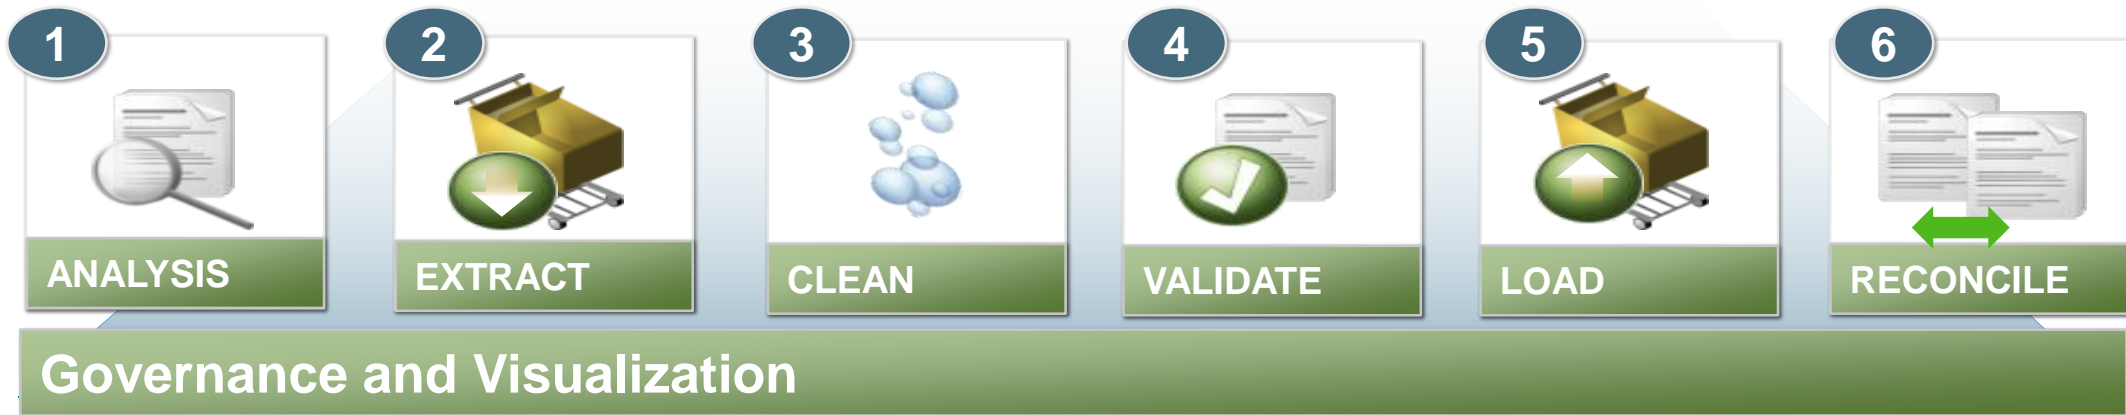 1
ANALYSIS
2
EXTRACT
3
CLEAN
4
VALIDATE
5
LOAD
6
RECONCILE
Governance and Visualization